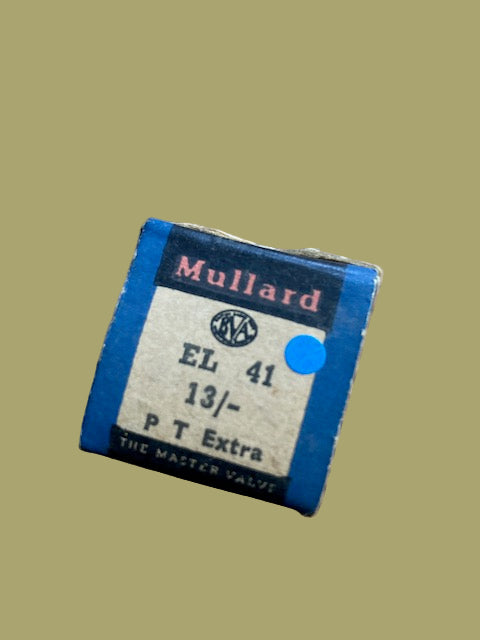 Mullard
BVA
EL 41
13/-
P T Extra
THE MASTER VALVE